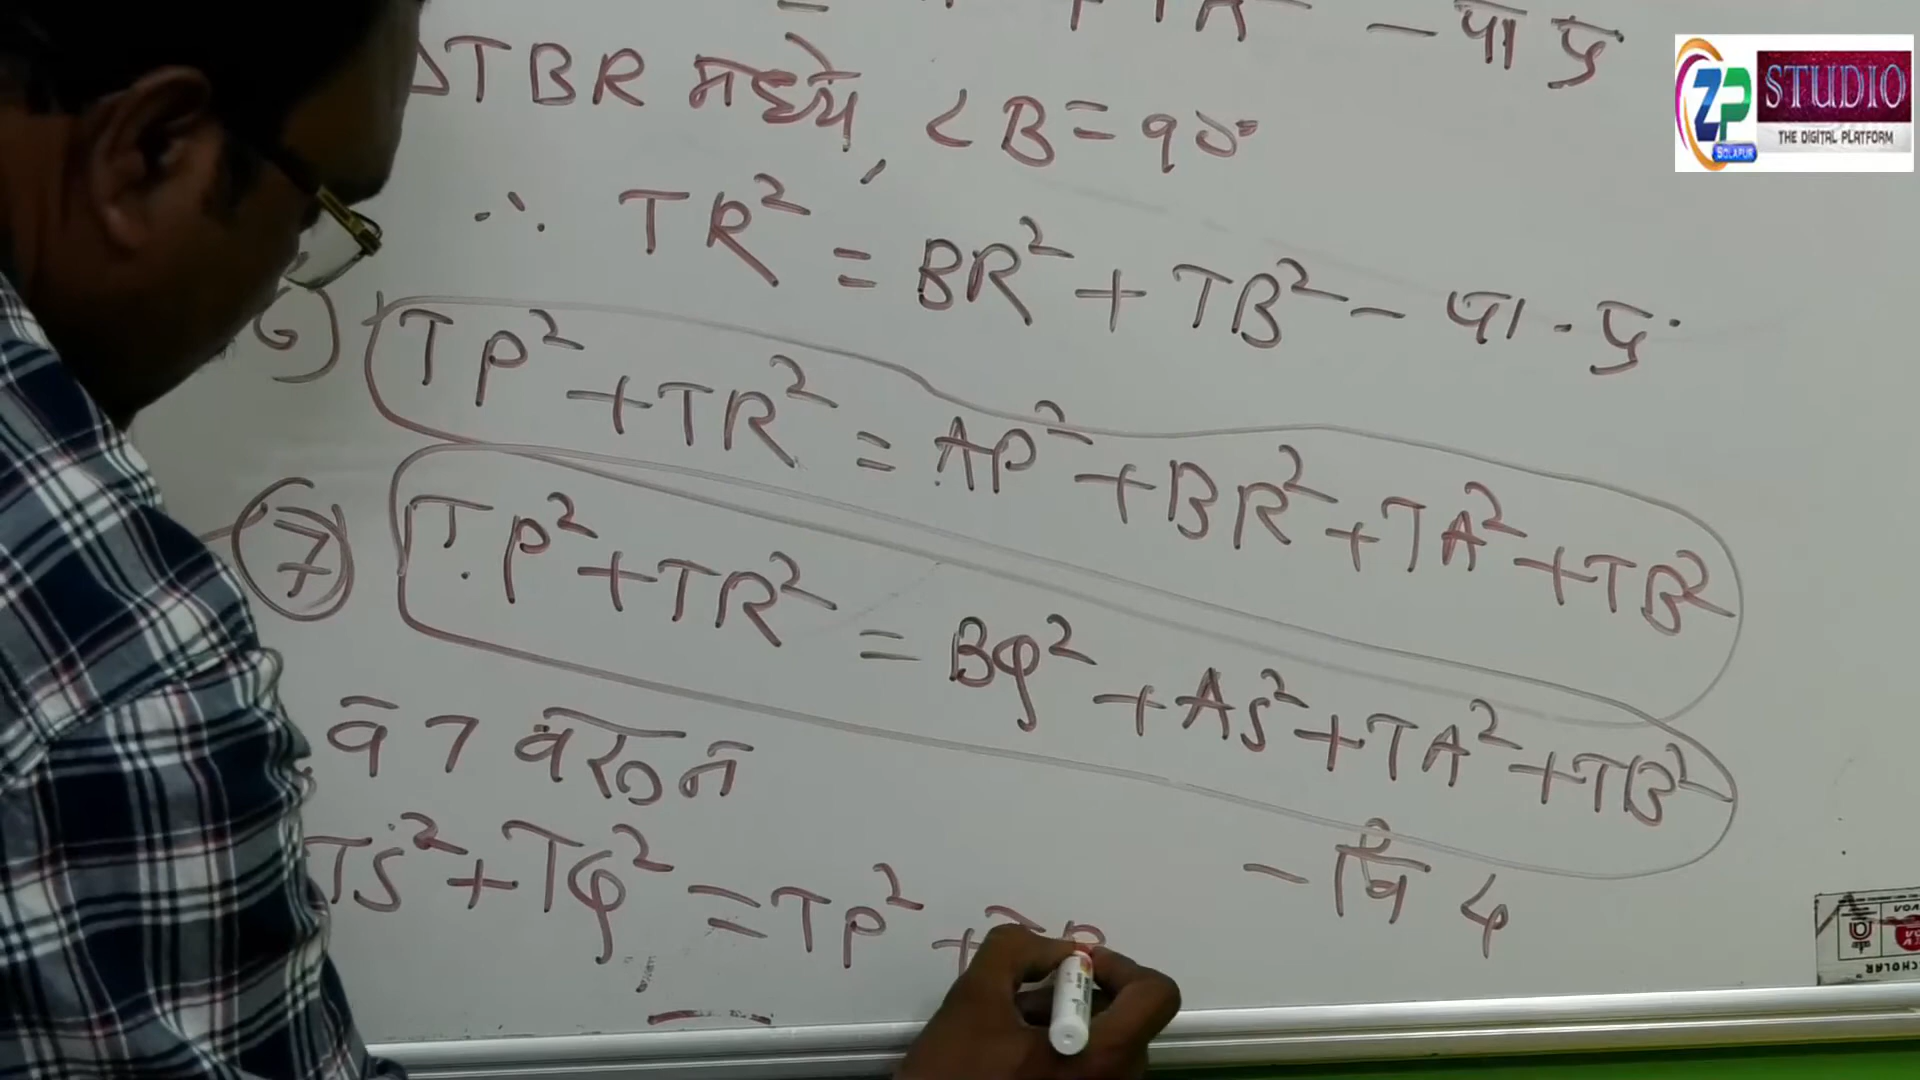 - पा प्र
ΔTBR मध्ये, <B = 90°
∴ TR² = BR² + TB² - पा. प्र.
6) TP² + TR² = AP² + BR² + TA² + TB²
7 TP² + TR² = BQ² + AS² + TA² + TB²
- वि 4
व 7 वरून
TS² + TQ² = TP² +
ZP STUDIO
THE DIGITAL PLATFORM
SOLAPUR